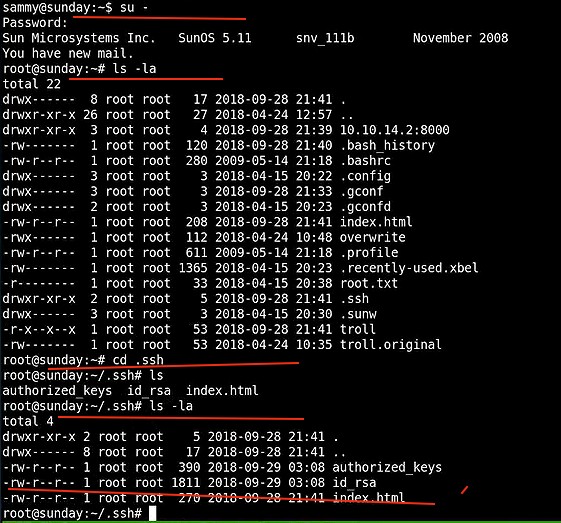 sammy@sunday:~$ su -
Password:
Sun Microsystems Inc.   SunOS 5.11      snv_111b        November 2008
You have new mail.
root@sunday:~# ls -la
total 22
drwx------  8 root root   17 2018-09-28 21:41 .
drwxr-xr-x 26 root root   27 2018-04-24 12:57 ..
drwxr-xr-x  3 root root    4 2018-09-28 21:39 10.10.14.2:8000
-rw-------  1 root root  120 2018-09-28 21:40 .bash_history
-rw-r--r--  1 root root  280 2009-05-14 21:18 .bashrc
drwx------  3 root root    3 2018-04-15 20:22 .config
drwx------  3 root root    3 2018-09-28 21:33 .gconf
drwx------  2 root root    3 2018-04-15 20:23 .gconfd
-rw-r--r--  1 root root  208 2018-09-28 21:41 index.html
-rwx------  1 root root  112 2018-04-24 10:48 overwrite
-rw-r--r--  1 root root  611 2009-05-14 21:18 .profile
-rwx------  1 root root 1365 2018-04-15 20:23 .recently-used.xbel
-r--------  1 root root   33 2018-04-15 20:38 root.txt
drwxr-xr-x  2 root root    5 2018-09-28 21:41 .ssh
drwxr-xr-x  3 root root    3 2018-04-15 20:30 .sunw
-r-x--x--x  1 root root   53 2018-09-28 21:41 troll
-rw-r--r--  1 root root   53 2018-04-24 10:35 troll.original
root@sunday:~# cd .ssh
root@sunday:~/.ssh# ls
authorized_keys  id_rsa  index.html
root@sunday:~/.ssh# ls -la
total 4
drwxr-xr-x 2 root root    5 2018-09-28 21:41 .
drwx------ 8 root root   17 2018-09-28 21:41 ..
-rw-r--r-- 1 root root  390 2018-09-29 03:08 authorized_keys
-rw-r--r-- 1 root root 1811 2018-09-29 03:08 id_rsa
-rw-r--r-- 1 root root  270 2018-09-28 21:41 index.html
root@sunday:~/.ssh#